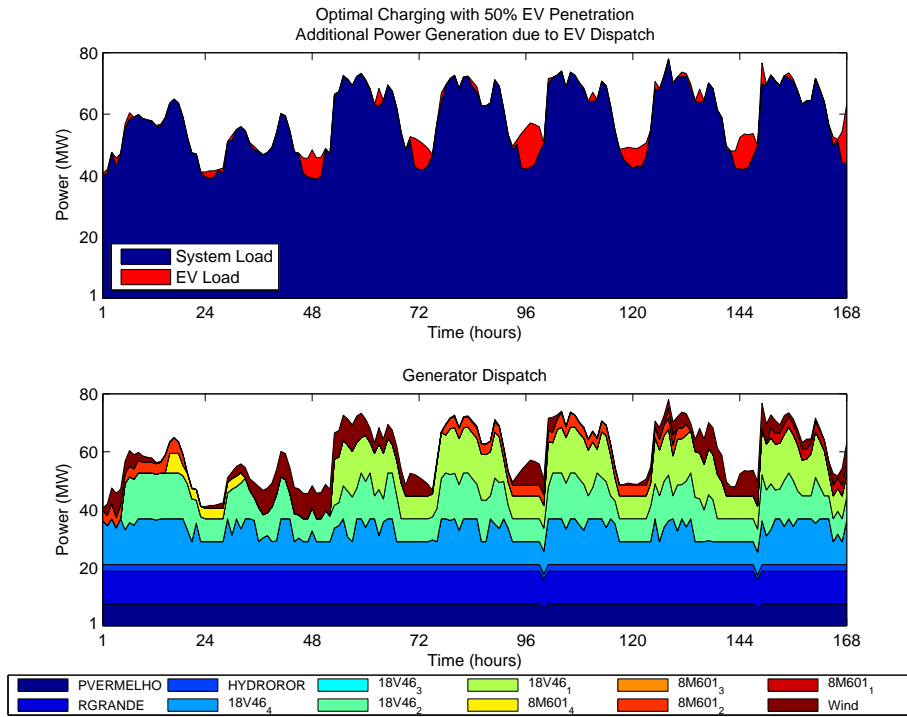 Optimal Charging with 50% EV Penetration
Additional Power Generation due to EV Dispatch
80
60
40
20
1
Power (MW)
System Load
EV Load
1 24 48 72 96 120 144 168
Time (hours)
Generator Dispatch
80
60
40
20
1
Power (MW)
1 24 48 72 96 120 144 168
Time (hours)
PVERMELHO HYDROROR 18V46₃ 18V46₁ 8M601₃ 8M601₁
RGRANDE 18V46₄ 18V46₂ 8M601₄ 8M601₂ Wind